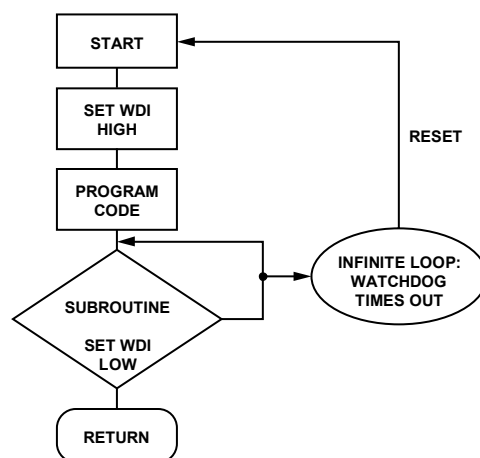 START
SET WDI
HIGH
RESET
PROGRAM
CODE
INFINITE LOOP:
WATCHDOG
TIMES OUT
SUBROUTINE
SET WDI
LOW
RETURN